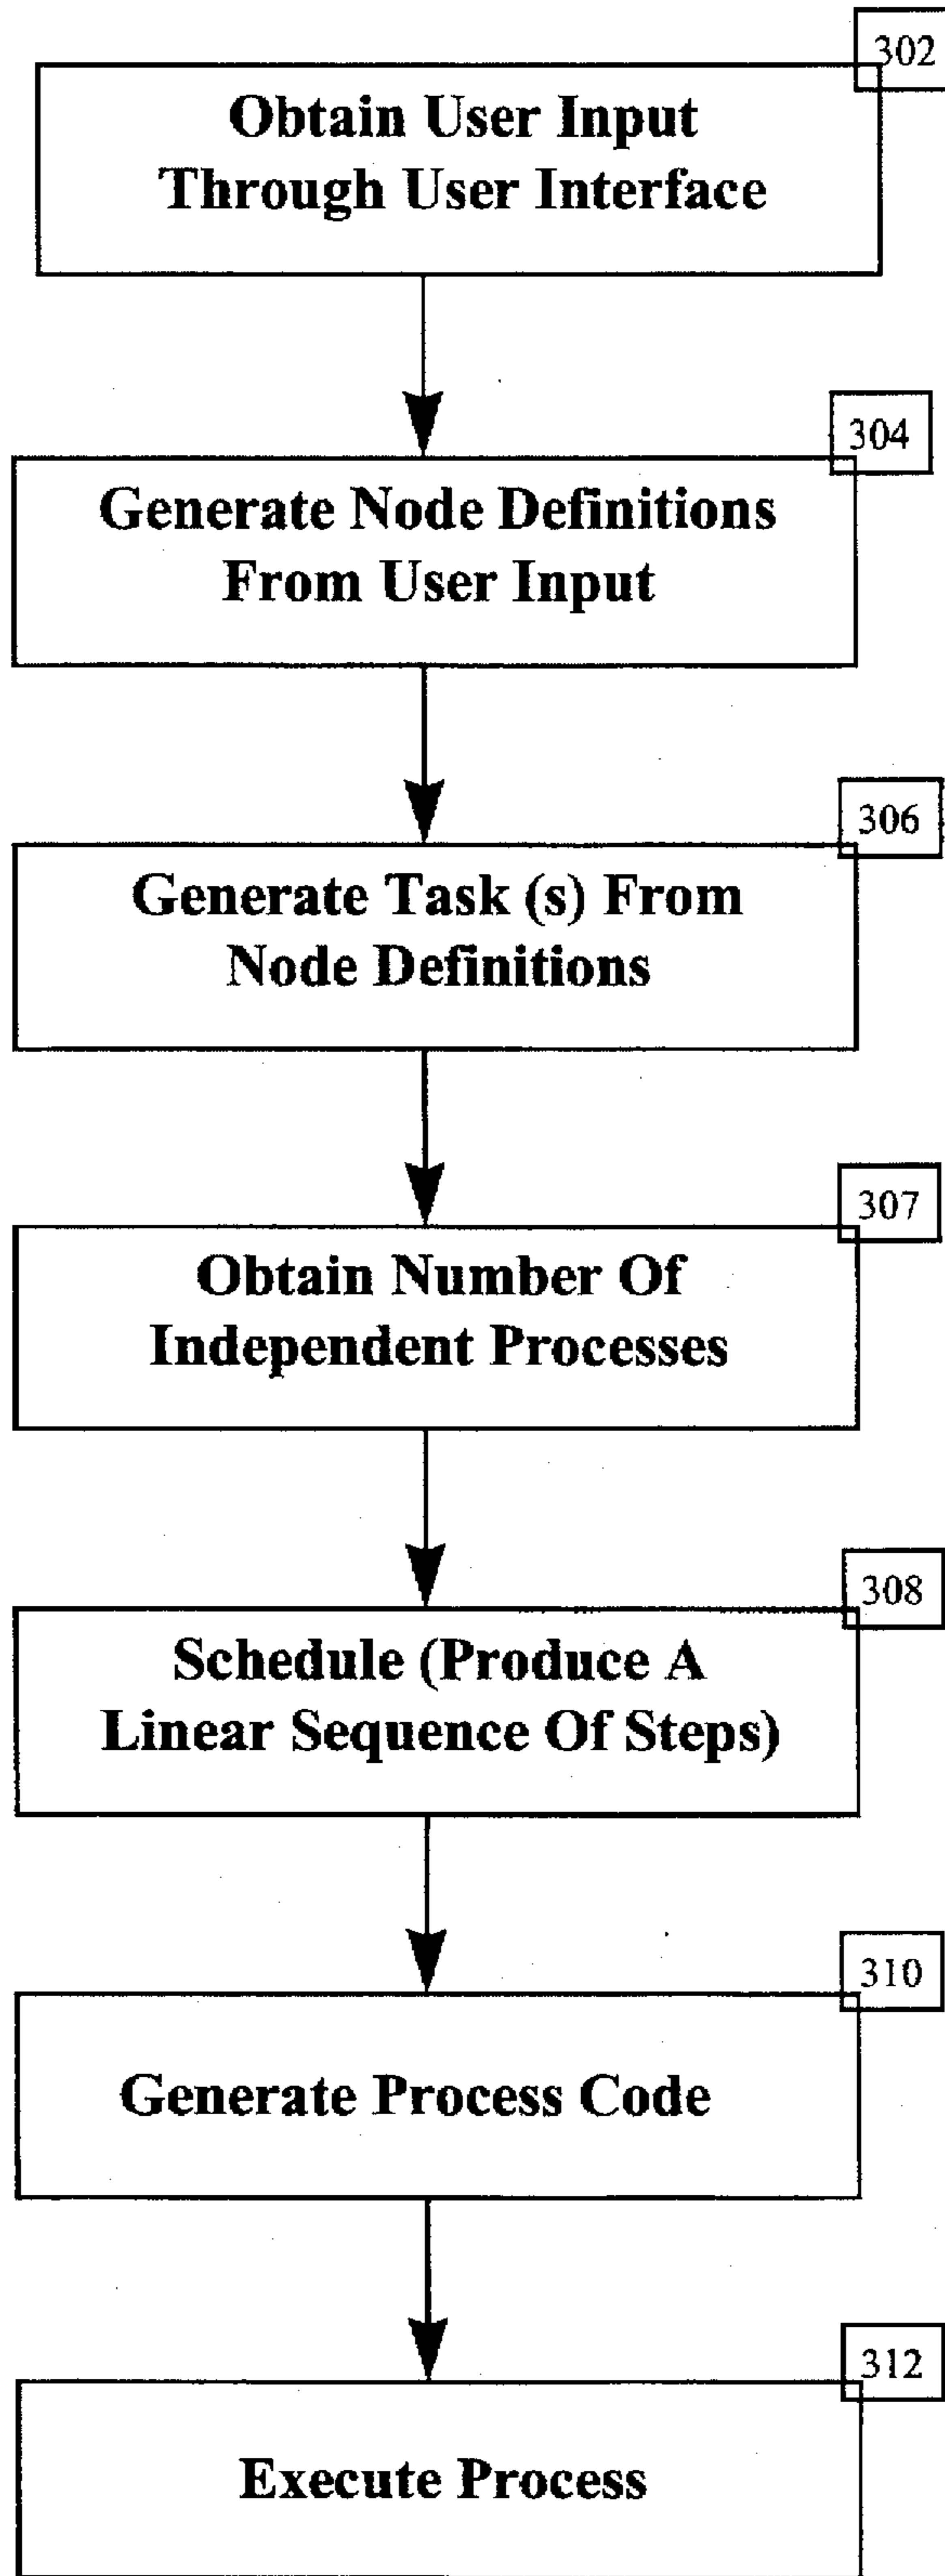 302
Obtain User Input
Through User Interface
304
Generate Node Definitions
From User Input
306
Generate Task (s) From
Node Definitions
307
Obtain Number Of
Independent Processes
308
Schedule (Produce A
Linear Sequence Of Steps)
310
Generate Process Code
312
Execute Process